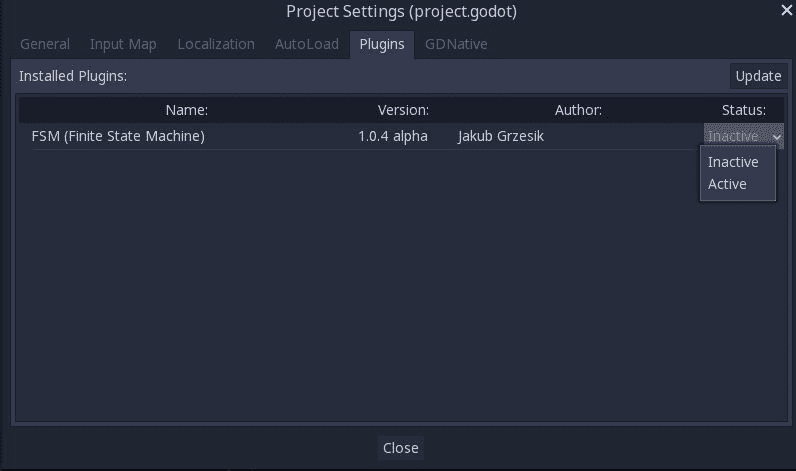 Project Settings (project.godot)
General Input Map Localization AutoLoad Plugins GDNative
Installed Plugins: Update
Name: Version: Author: Status:
FSM (Finite State Machine) 1.0.4 alpha Jakub Grzesik Inactive
Inactive
Active
Close